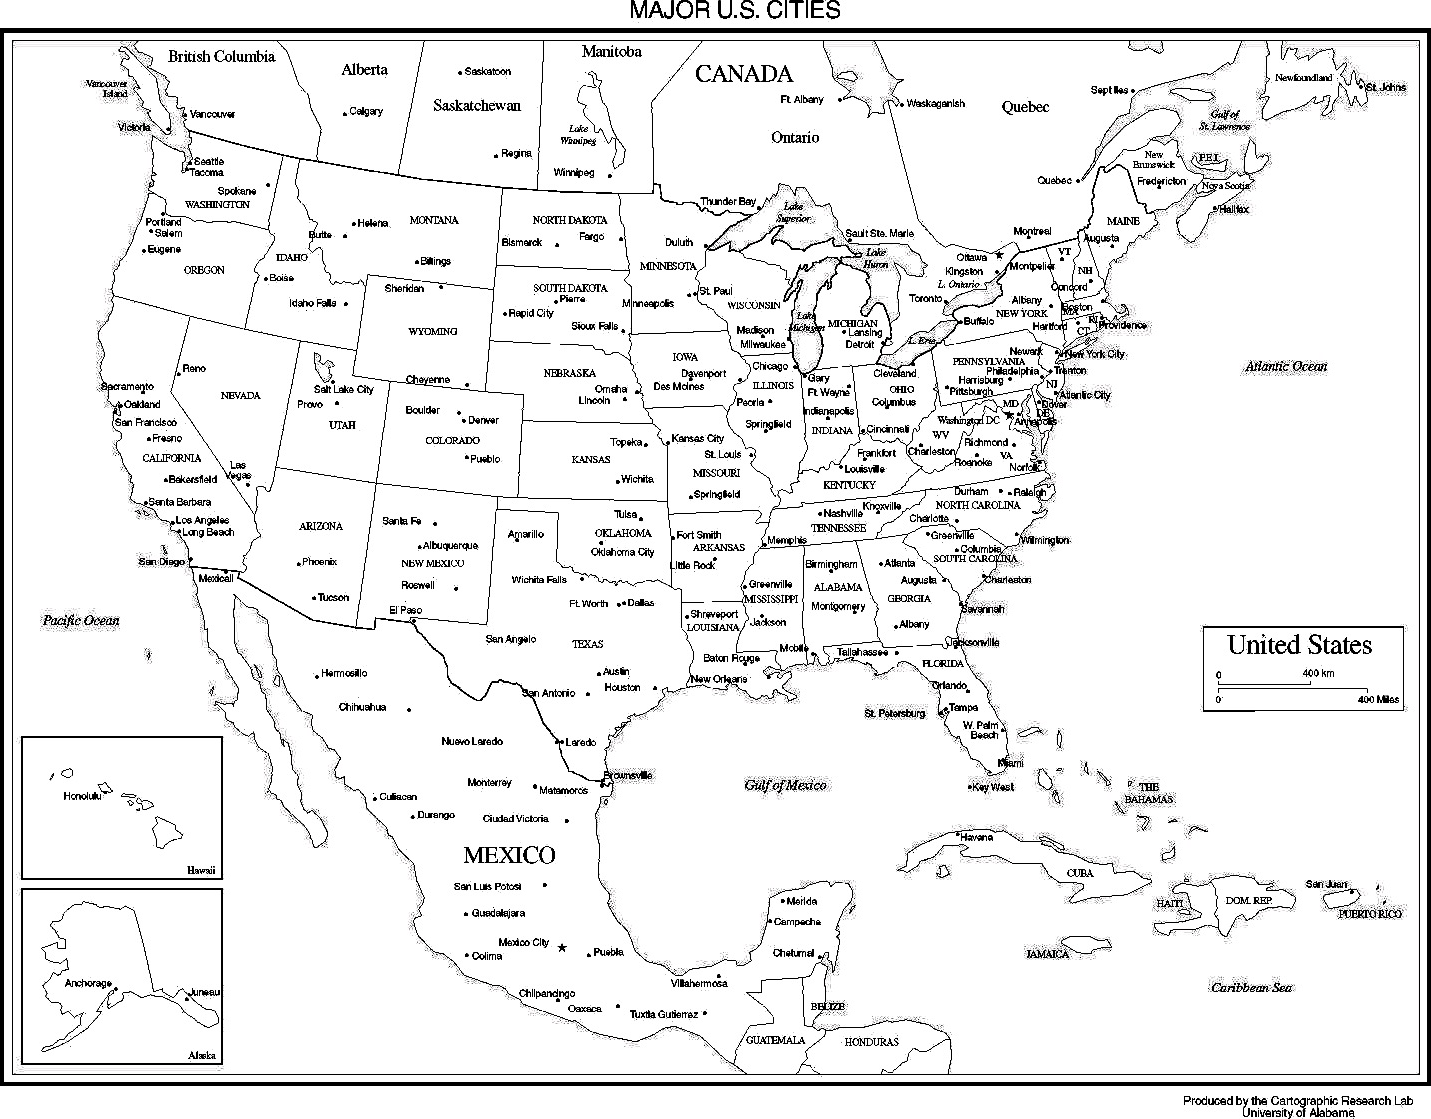 MAJOR U.S. CITIES
British Columbia
Alberta
Saskatoon
Saskatchewan
Manitoba
CANADA
Vancouver
Island
Calgary
Vancouver
Victoria
Regina
Lake
Winnipeg
Winnipeg
Ft. Albany
Waskaganish
Ontario
Quebec
Sept Iles
Newfoundland
St. Johns
Gulf of
St. Lawrence
New
Brunswick
P.E.I.
Fredericton
Nova Scotia
Halifax
Quebec
Thunder Bay
Lake
Superior
Sault Ste. Marie
Lake
Huron
Montreal
Ottawa
Kingston
L. Ontario
Toronto
L. Erie
Lake
Michigan
Seattle
Tacoma
Spokane
WASHINGTON
Portland
Salem
Eugene
OREGON
Helena
Butte
MONTANA
Billings
IDAHO
Boise
Idaho Falls
NORTH DAKOTA
Bismarck
Fargo
SOUTH DAKOTA
Pierre
Rapid City
Sioux Falls
Duluth
MINNESOTA
St. Paul
Minneapolis
WISCONSIN
Madison
Milwaukee
MICHIGAN
Lansing
Detroit
Sheridan
WYOMING
Cheyenne
NEBRASKA
Omaha
Lincoln
IOWA
Davenport
Des Moines
Chicago
ILLINOIS
Peoria
Springfield
Gary
Ft. Wayne
Indianapolis
INDIANA
Cleveland
OHIO
Columbus
Cincinnati
MAINE
Augusta
VT
Montpelier
NH
Concord
Albany
NEW YORK
Buffalo
Boston
MA
Hartford
CT
RI
Providence
Newark
New York City
PENNSYLVANIA
Philadelphia
Harrisburg
Pittsburgh
Trenton
NJ
Atlantic City
MD
Dover
DE
Washington DC
Annapolis
WV
Charleston
Richmond
VA
Roanoke
Norfolk
Reno
Sacramento
Oakland
San Francisco
Fresno
CALIFORNIA
Bakersfield
Santa Barbara
Los Angeles
Long Beach
San Diego
NEVADA
Las
Vegas
Salt Lake City
Provo
UTAH
Boulder
Denver
COLORADO
Pueblo
Topeka
KANSAS
Wichita
Kansas City
St. Louis
MISSOURI
Springfield
Frankfort
Louisville
KENTUCKY
Nashville
Knoxville
TENNESSEE
Memphis
Durham
Raleigh
NORTH CAROLINA
Charlotte
Wilmington
Greenville
Columbia
SOUTH CAROLINA
Charleston
ARIZONA
Phoenix
Tucson
Santa Fe
Albuquerque
NEW MEXICO
Roswell
El Paso
Amarillo
Tulsa
OKLAHOMA
Oklahoma City
Wichita Falls
Ft. Worth
Dallas
San Angelo
TEXAS
Austin
Houston
San Antonio
Laredo
Brownsville
Fort Smith
ARKANSAS
Little Rock
Shreveport
LOUISIANA
Baton Rouge
New Orleans
Greenville
MISSISSIPPI
Jackson
Birmingham
ALABAMA
Montgomery
Mobile
Atlanta
Augusta
GEORGIA
Savannah
Albany
Tallahassee
Jacksonville
FLORIDA
Orlando
Tampa
St. Petersburg
W. Palm
Beach
Miami
Key West
Mexicali
Hermosillo
Chihuahua
Nuevo Laredo
Monterrey
Matamoros
Culiacan
Durango
Ciudad Victoria
MEXICO
San Luis Potosi
Guadalajara
Mexico City
Colima
Puebla
Chilpancingo
Oaxaca
Villahermosa
Tuxtla Gutierrez
Merida
Campeche
Chetumal
BELIZE
GUATEMALA
HONDURAS
Pacific Ocean
Atlantic Ocean
Gulf of Mexico
Caribbean Sea
THE
BAHAMAS
Havana
CUBA
JAMAICA
HAITI
DOM. REP.
San Juan
PUERTO RICO
Honolulu
Hawaii
Anchorage
Juneau
Alaska
United States
0 400 km
0 400 Miles
Produced by the Cartographic Research Lab
University of Alabama